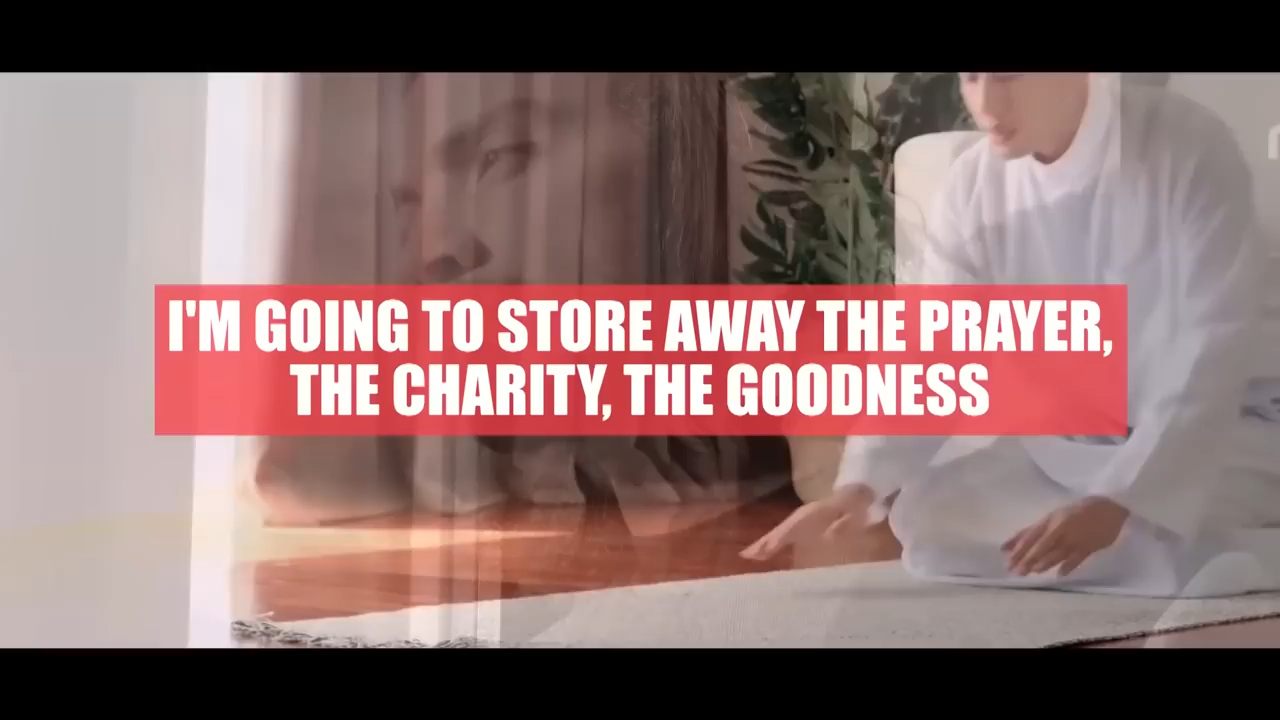 I'M GOING TO STORE AWAY THE PRAYER,
THE CHARITY, THE GOODNESS